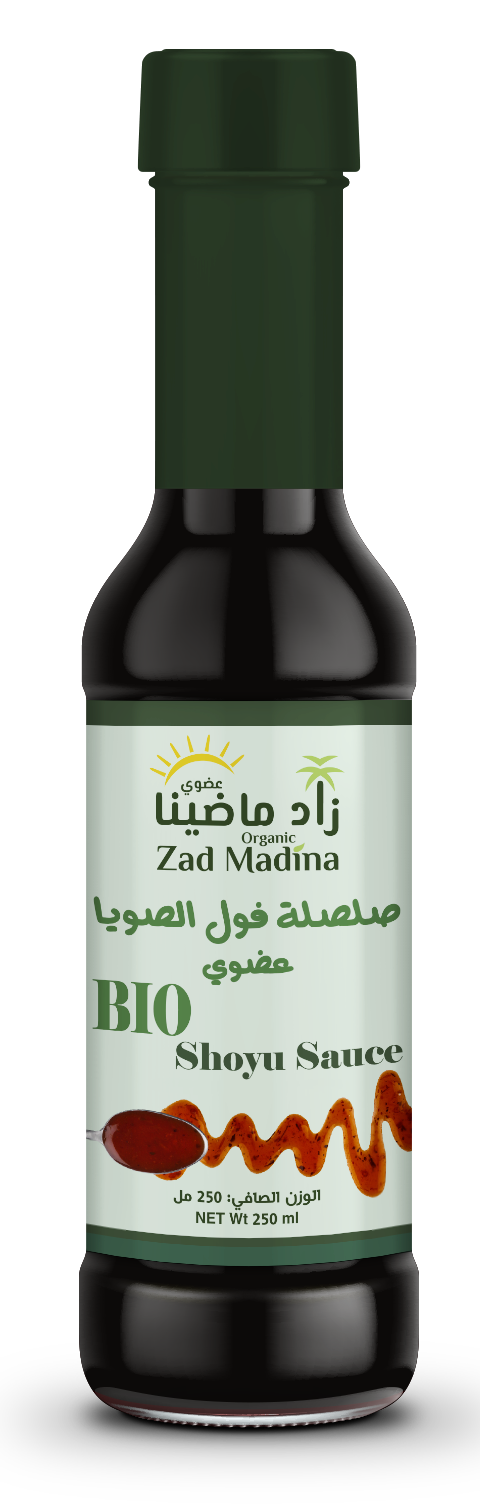 عضوي
زاد ماضينا
Organic
Zad Madina
صلصلة فول الصويا
عضوي
BIO
Shoyu Sauce
الوزن الصافي: 250 مل
NET Wt 250 ml